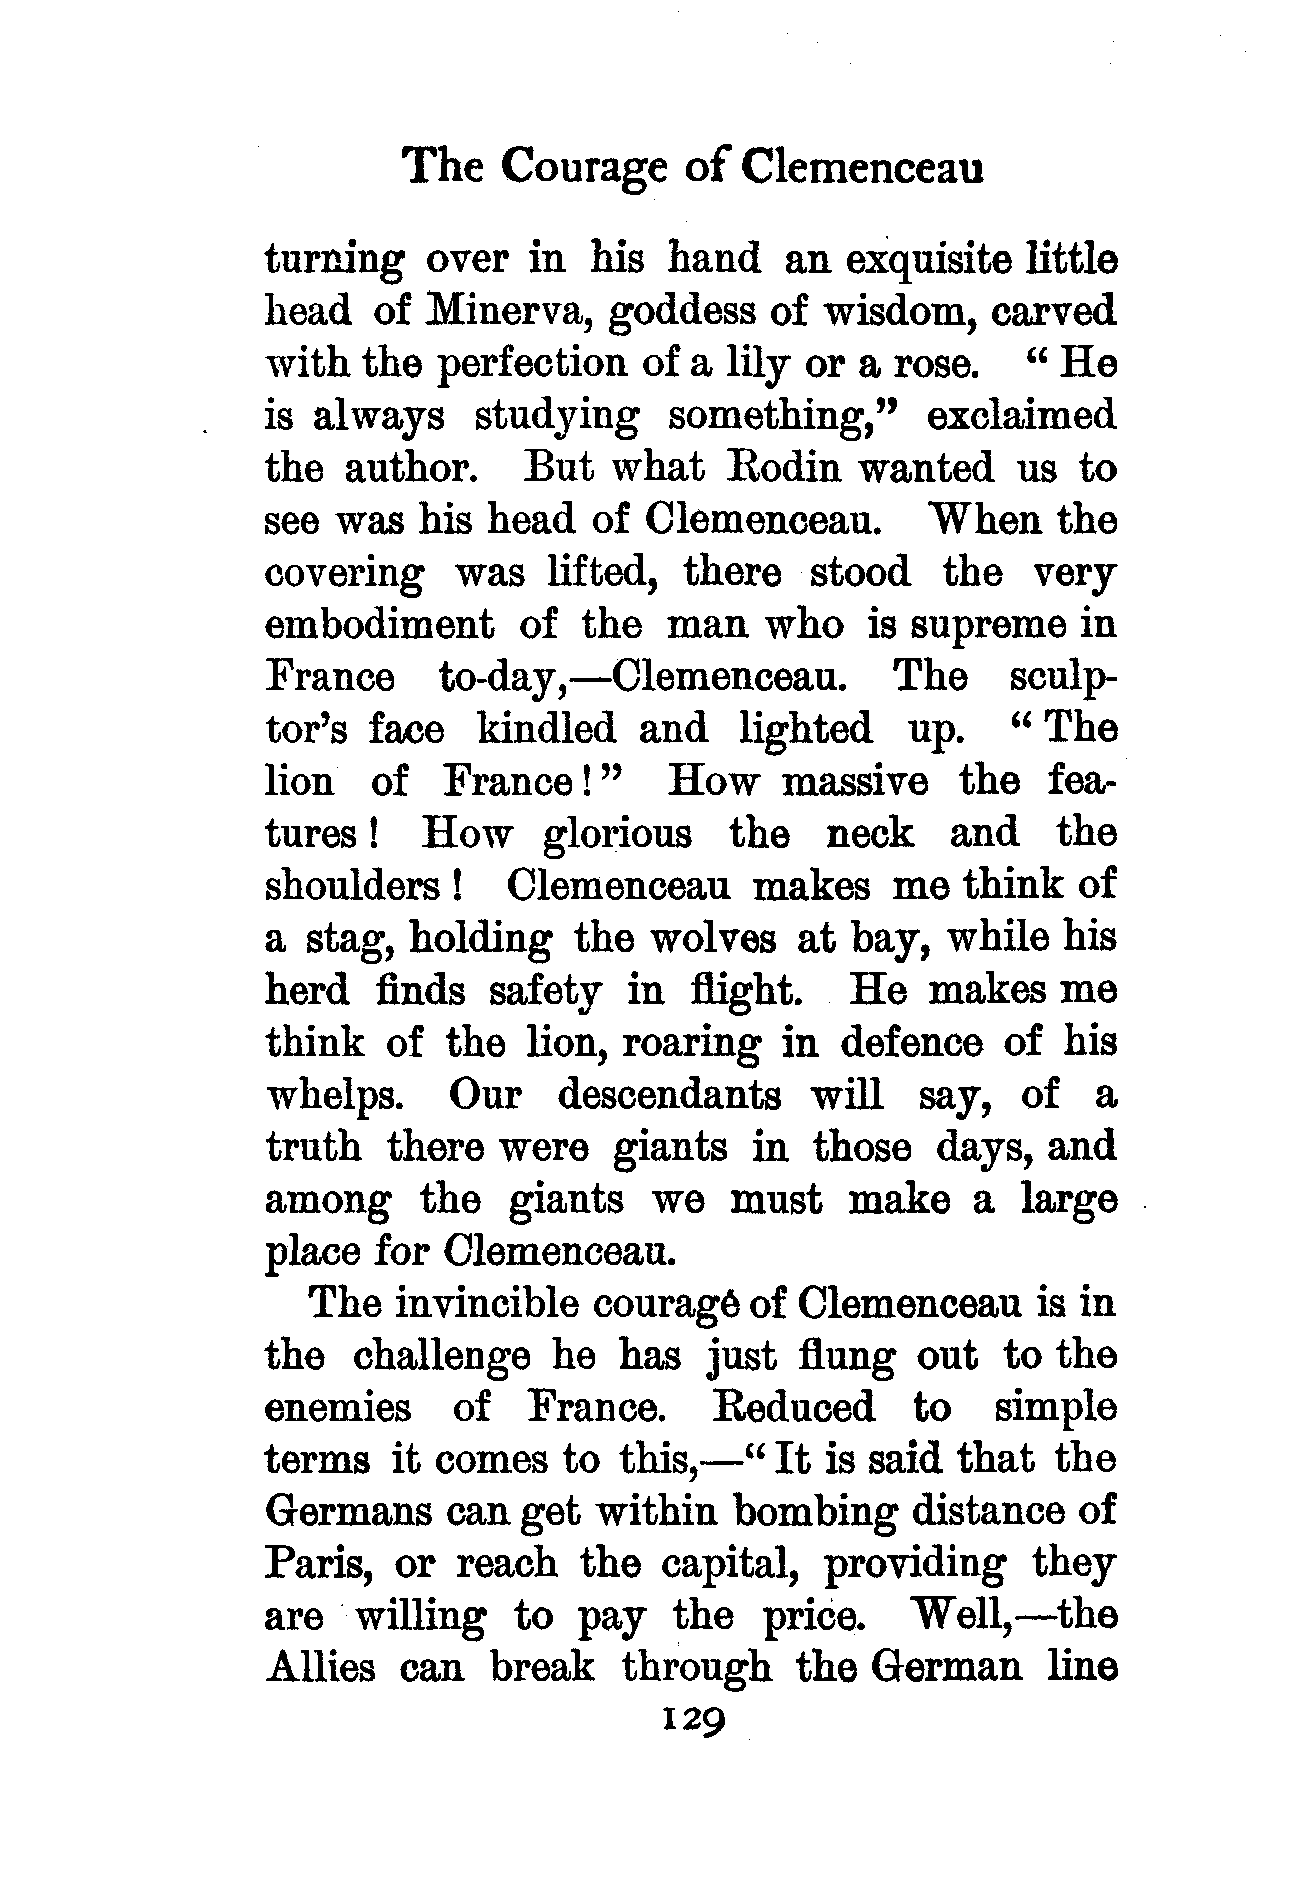 The Courage of Clemenceau
turning over in his hand an exquisite little
head of Minerva, goddess of wisdom, carved
with the perfection of a lily or a rose. “ He
is always studying something,” exclaimed
the author. But what Rodin wanted us to
see was his head of Clemenceau. When the
covering was lifted, there stood the very
embodiment of the man who is supreme in
France to-day,—Clemenceau. The sculp-
tor’s face kindled and lighted up. “ The
lion of France ! ” How massive the fea-
tures ! How glorious the neck and the
shoulders ! Clemenceau makes me think of
a stag, holding the wolves at bay, while his
herd finds safety in flight. He makes me
think of the lion, roaring in defence of his
whelps. Our descendants will say, of a
truth there were giants in those days, and
among the giants we must make a large
place for Clemenceau.
The invincible courage of Clemenceau is in
the challenge he has just flung out to the
enemies of France. Reduced to simple
terms it comes to this,—“ It is said that the
Germans can get within bombing distance of
Paris, or reach the capital, providing they
are willing to pay the price. Well,—the
Allies can break through the German line
129